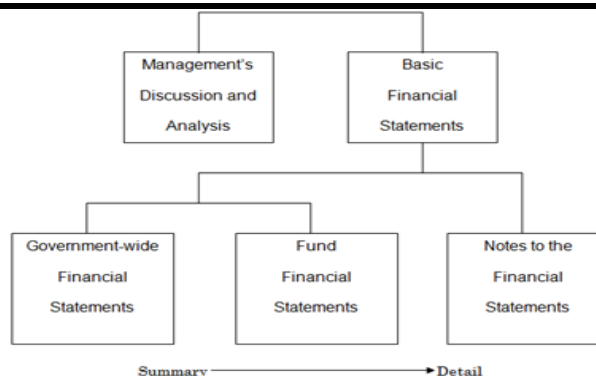 Management's
Discussion and
Analysis
Basic
Financial
Statements
Government-wide
Financial
Statements
Fund
Financial
Statements
Notes to the
Financial
Statements
Summary
Detail